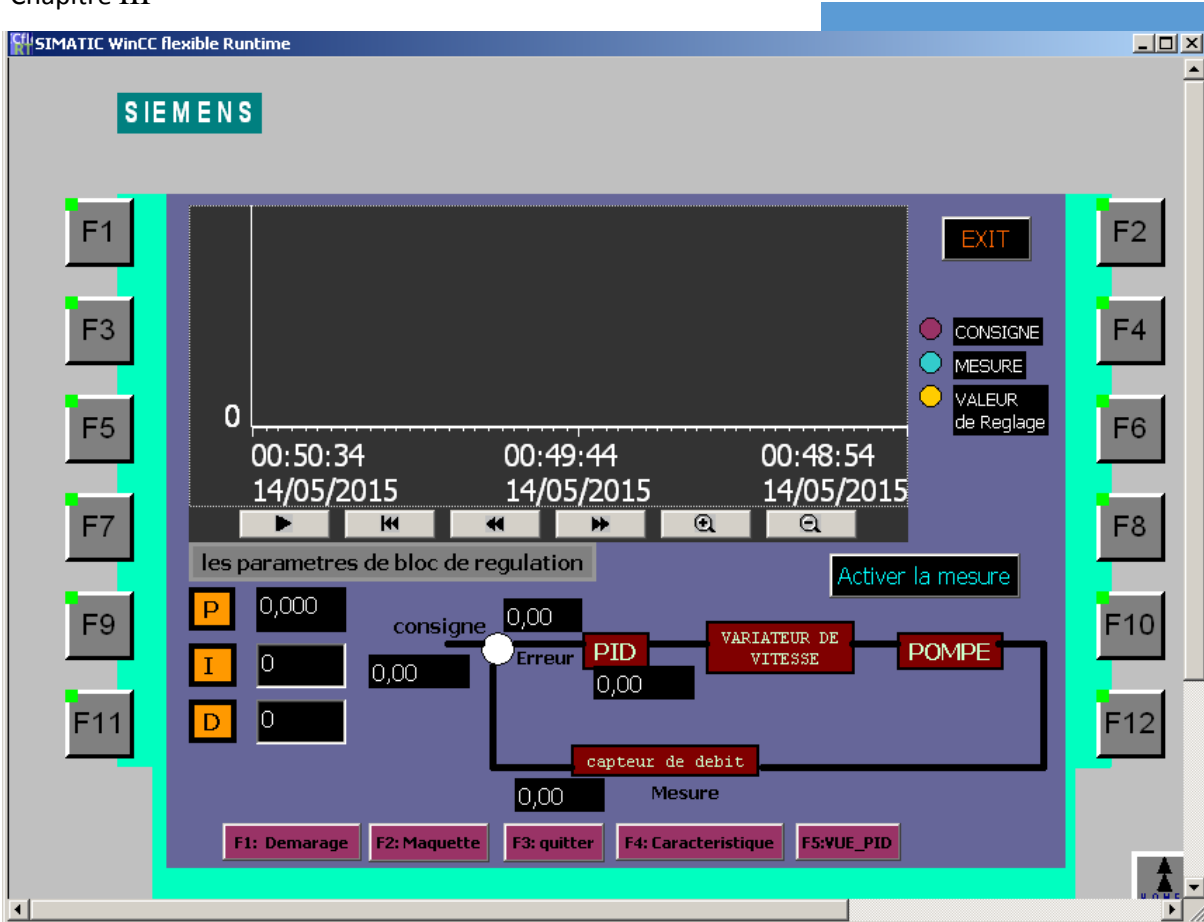 Chapitre III
SIMATIC WinCC flexible Runtime
SIEMENS
F1
F2
EXIT
F3
F4
CONSIGNE
MESURE
VALEUR
de Reglage
F5
F6
0
00:50:34 00:49:44 00:48:54
14/05/2015 14/05/2015 14/05/2015
F7
F8
les parametres de bloc de regulation
Activer la mesure
F9
F10
P 0,000
I 0
D 0
consigne
0,00
0,00
Erreur
PID
0,00
VARIATEUR DE
VITESSE
POMPE
F11
F12
capteur de debit
0,00 Mesure
F1: Demarage F2: Maquette F3: quitter F4: Caracteristique F5:VUE_PID
HOME